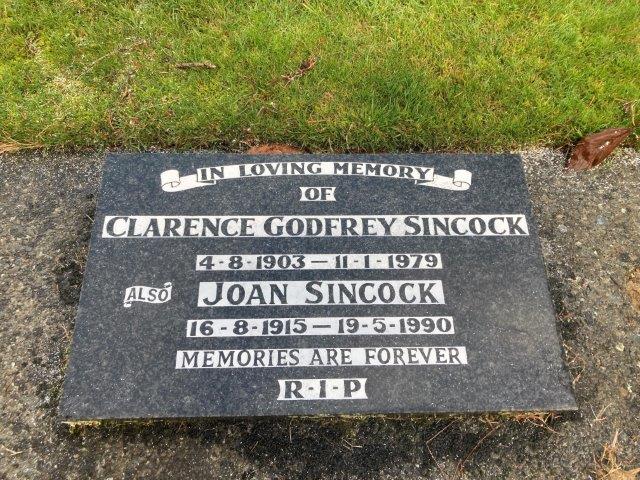 IN LOVING MEMORY
OF
CLARENCE GODFREY SINCOCK
4-8-1903 — 11-1-1979
ALSO JOAN SINCOCK
16-8-1915 — 19-5-1990
MEMORIES ARE FOREVER
R-I-P